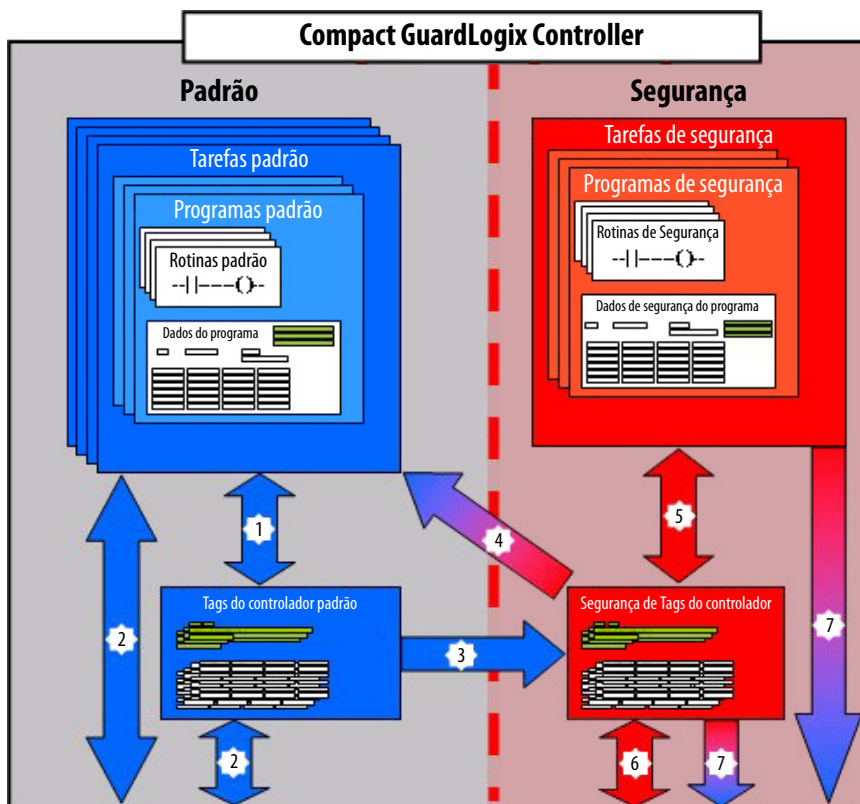 Compact GuardLogix Controller
Padrão
Segurança
Tarefas padrão
Programas padrão
Rotinas padrão
Dados do programa
Tarefas de segurança
Programas de segurança
Rotinas de Segurança
Dados de segurança do programa
1
5
4
Tags do controlador padrão
Segurança de Tags do controlador
2
3
7
2
6
7